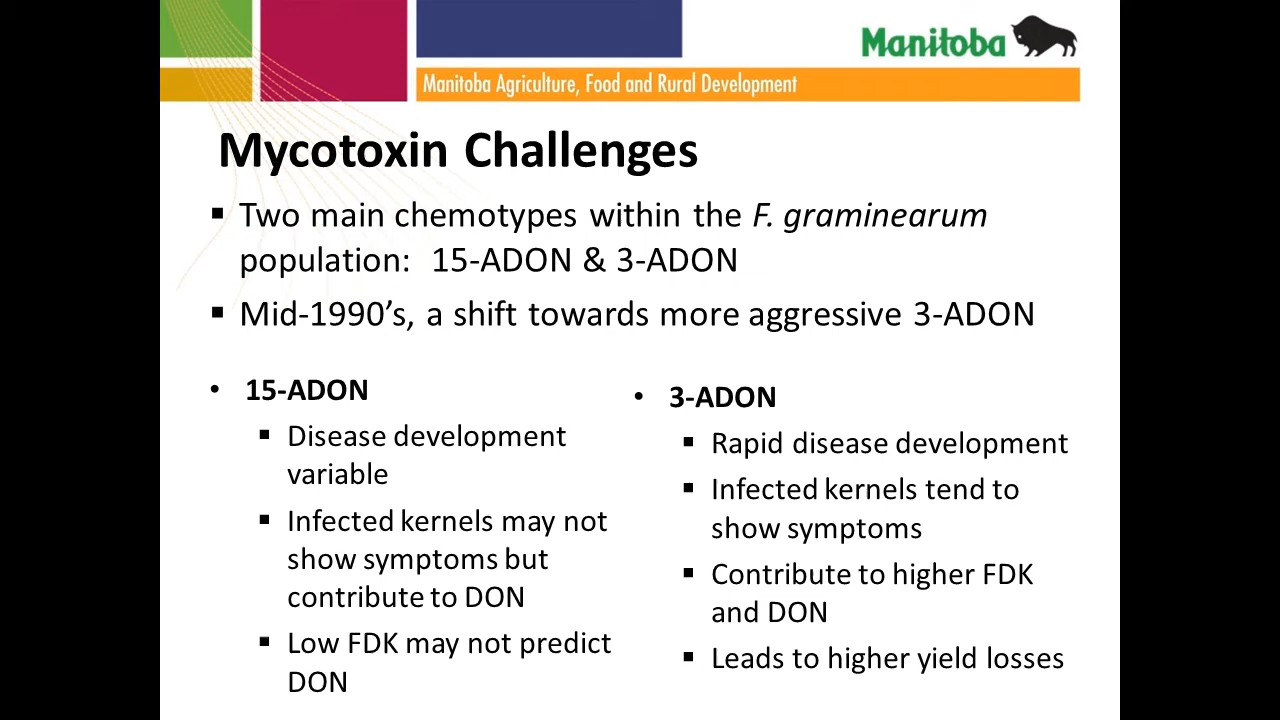 Manitoba
Manitoba Agriculture, Food and Rural Development
Mycotoxin Challenges
▪ Two main chemotypes within the F. graminearum
population: 15-ADON & 3-ADON
▪ Mid-1990’s, a shift towards more aggressive 3-ADON
• 15-ADON
▪ Disease development
variable
▪ Infected kernels may not
show symptoms but
contribute to DON
▪ Low FDK may not predict
DON
• 3-ADON
▪ Rapid disease development
▪ Infected kernels tend to
show symptoms
▪ Contribute to higher FDK
and DON
▪ Leads to higher yield losses